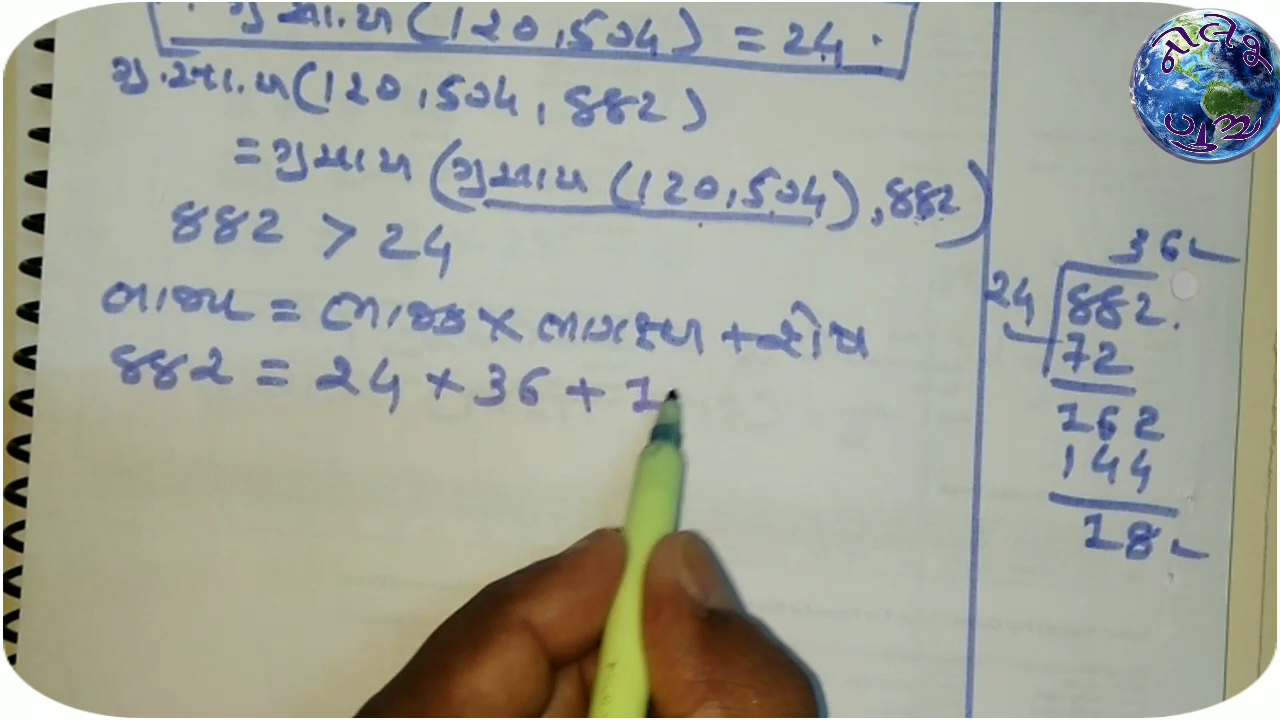 ગુ.સા.અ(120,504) = 24.
ગુ.સા.અ(120,504, 882)
=ગુસાઅ (ગુસાઅ (120,504),882)
882 > 24
ભાજ્ય = ભાજક × ભાગફળ + શેષ
882 = 24 × 36 + 1
36
24 882.
72
162
144
18
નોલેજ